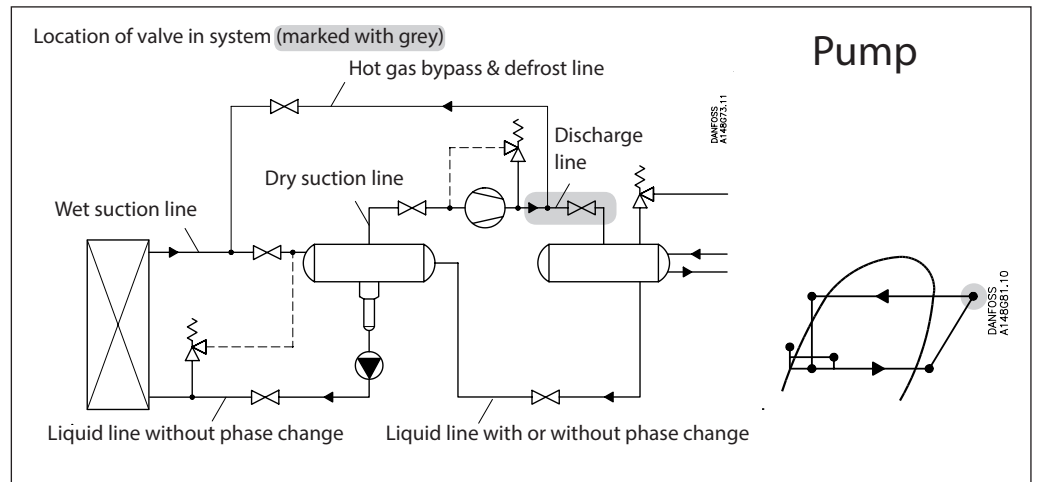 Location of valve in system (marked with grey)
Pump
Hot gas bypass & defrost line
DANFOSS
A148G73.11
Discharge
line
Dry suction line
Wet suction line
DANFOSS
A148G81.10
Liquid line without phase change
Liquid line with or without phase change